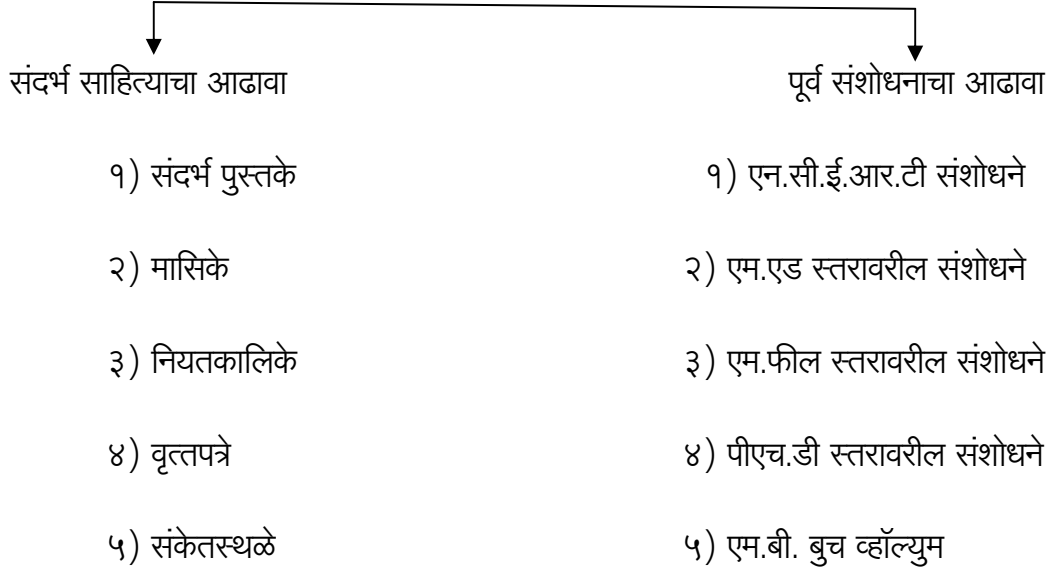 संदर्भ साहित्याचा आढावा
१) संदर्भ पुस्तके
२) मासिके
३) नियतकालिके
४) वृत्तपत्रे
५) संकेतस्थळे
पूर्व संशोधनाचा आढावा
१) एन.सी.ई.आर.टी संशोधने
२) एम.एड स्तरावरील संशोधने
३) एम.फील स्तरावरील संशोधने
४) पीएच.डी स्तरावरील संशोधने
५) एम.बी. बुच व्हॉल्युम